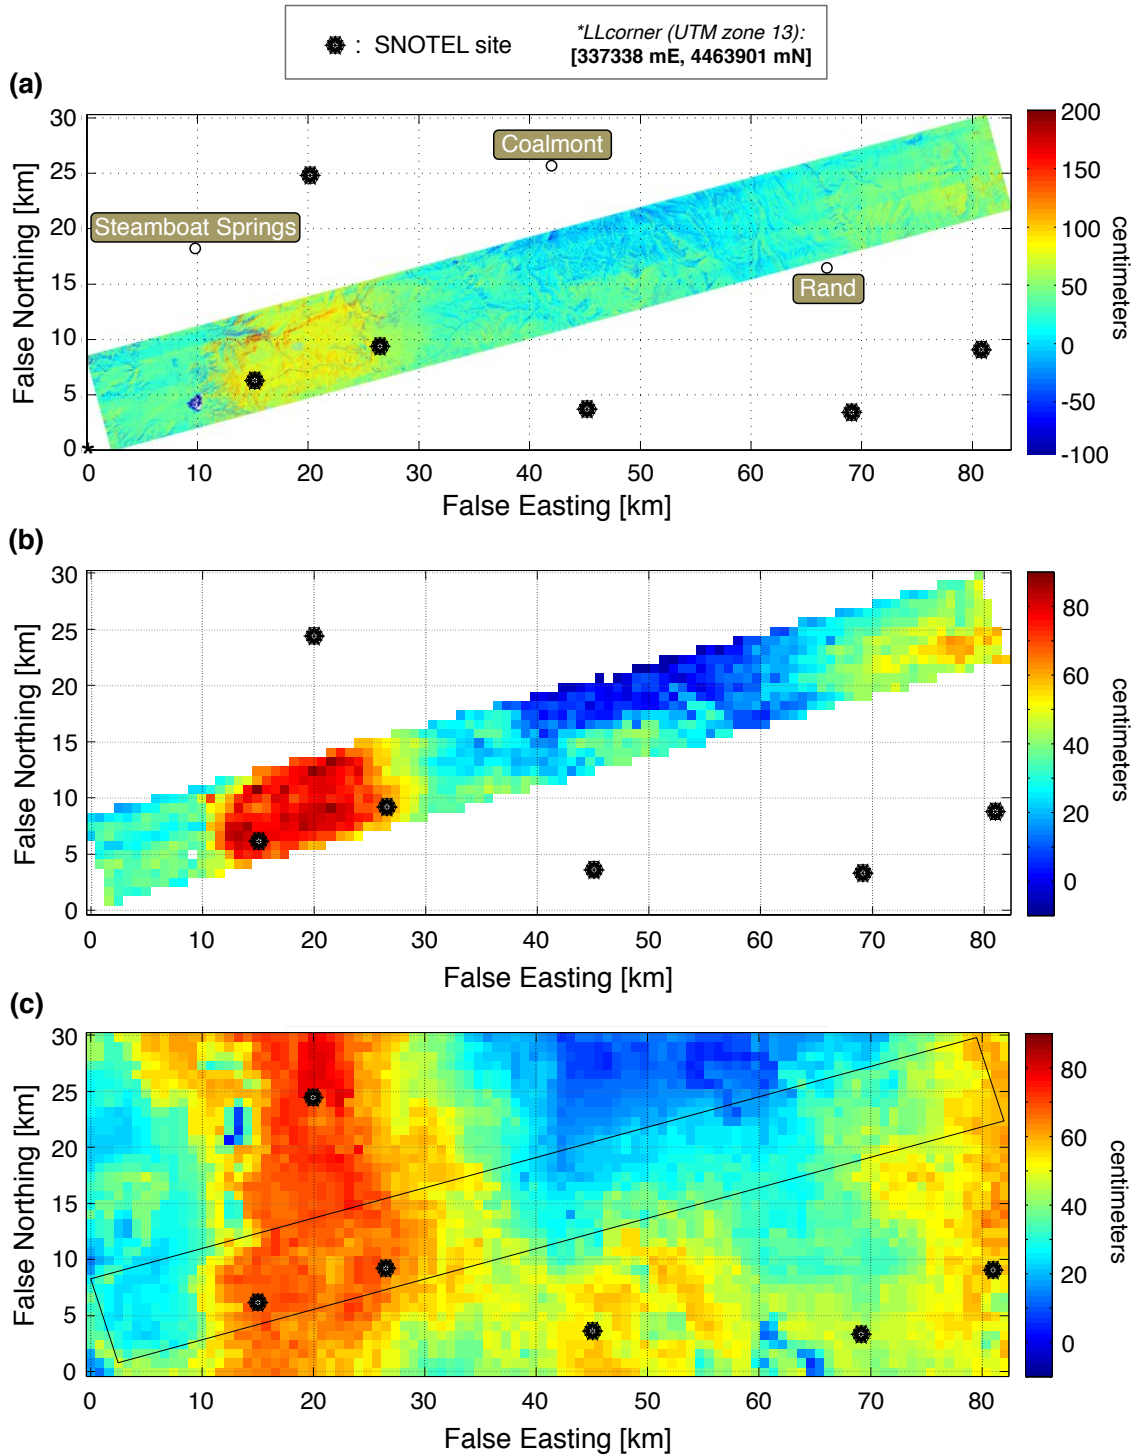 : SNOTEL site
*LLcorner (UTM zone 13):
[337338 mE, 4463901 mN]
(a)
30
25
20
15
10
5
0
False Northing [km]
Coalmont
Steamboat Springs
Rand
*
0 10 20 30 40 50 60 70 80
False Easting [km]
200
150
100
50
0
-50
-100
centimeters
(b)
30
25
20
15
10
5
0
False Northing [km]
0 10 20 30 40 50 60 70 80
False Easting [km]
80
60
40
20
0
centimeters
(c)
30
25
20
15
10
5
0
False Northing [km]
0 10 20 30 40 50 60 70 80
False Easting [km]
80
60
40
20
0
centimeters